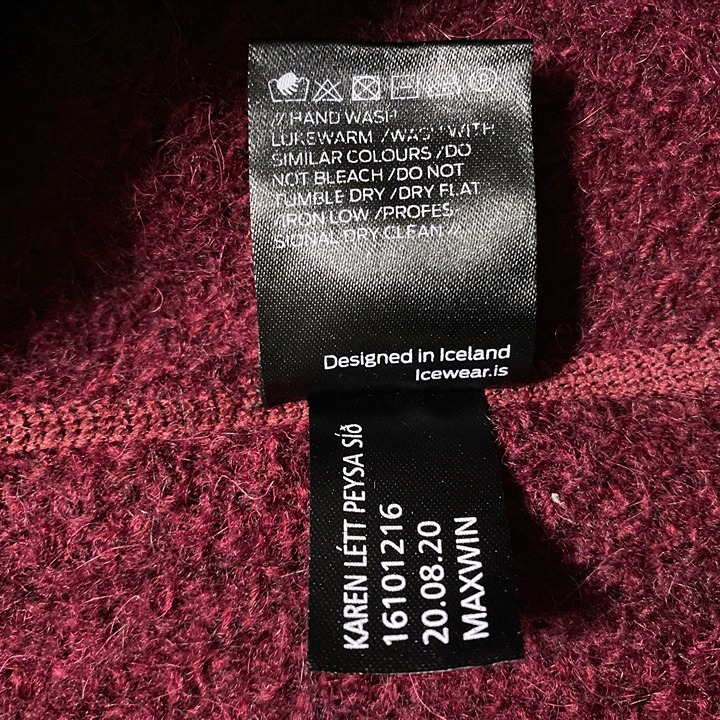 // HAND WASH
LUKEWARM /WASH WITH
SIMILAR COLOURS /DO
NOT BLEACH /DO NOT
TUMBLE DRY /DRY FLAT
/IRON LOW /PROFES-
SIONAL DRY CLEAN //
Designed in Iceland
Icewear.is
KAREN LÉTT PEYSA SÍÐ
16101216
20.08.20
MAXWIN